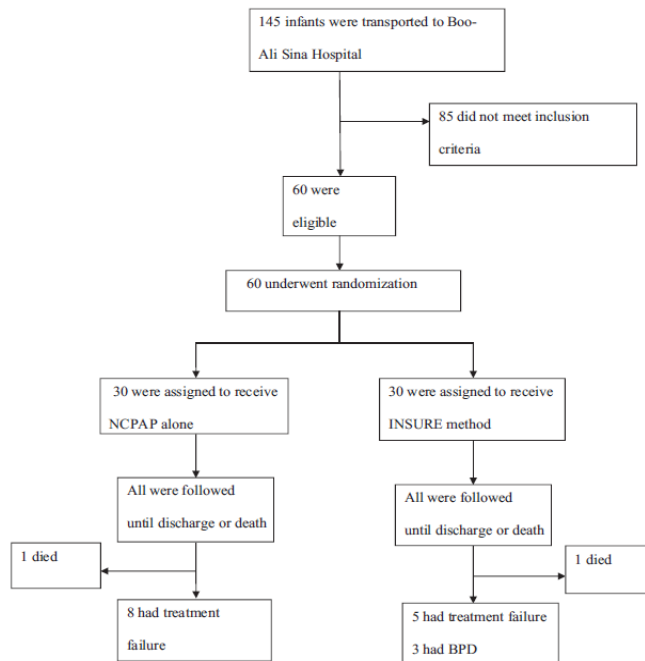 145 infants were transported to Boo-
Ali Sina Hospital
85 did not meet inclusion
criteria
60 were
eligible
60 underwent randomization
30 were assigned to receive
NCPAP alone
30 were assigned to receive
INSURE method
All were followed
until discharge or death
All were followed
until discharge or death
1 died
1 died
8 had treatment
failure
5 had treatment failure
3 had BPD